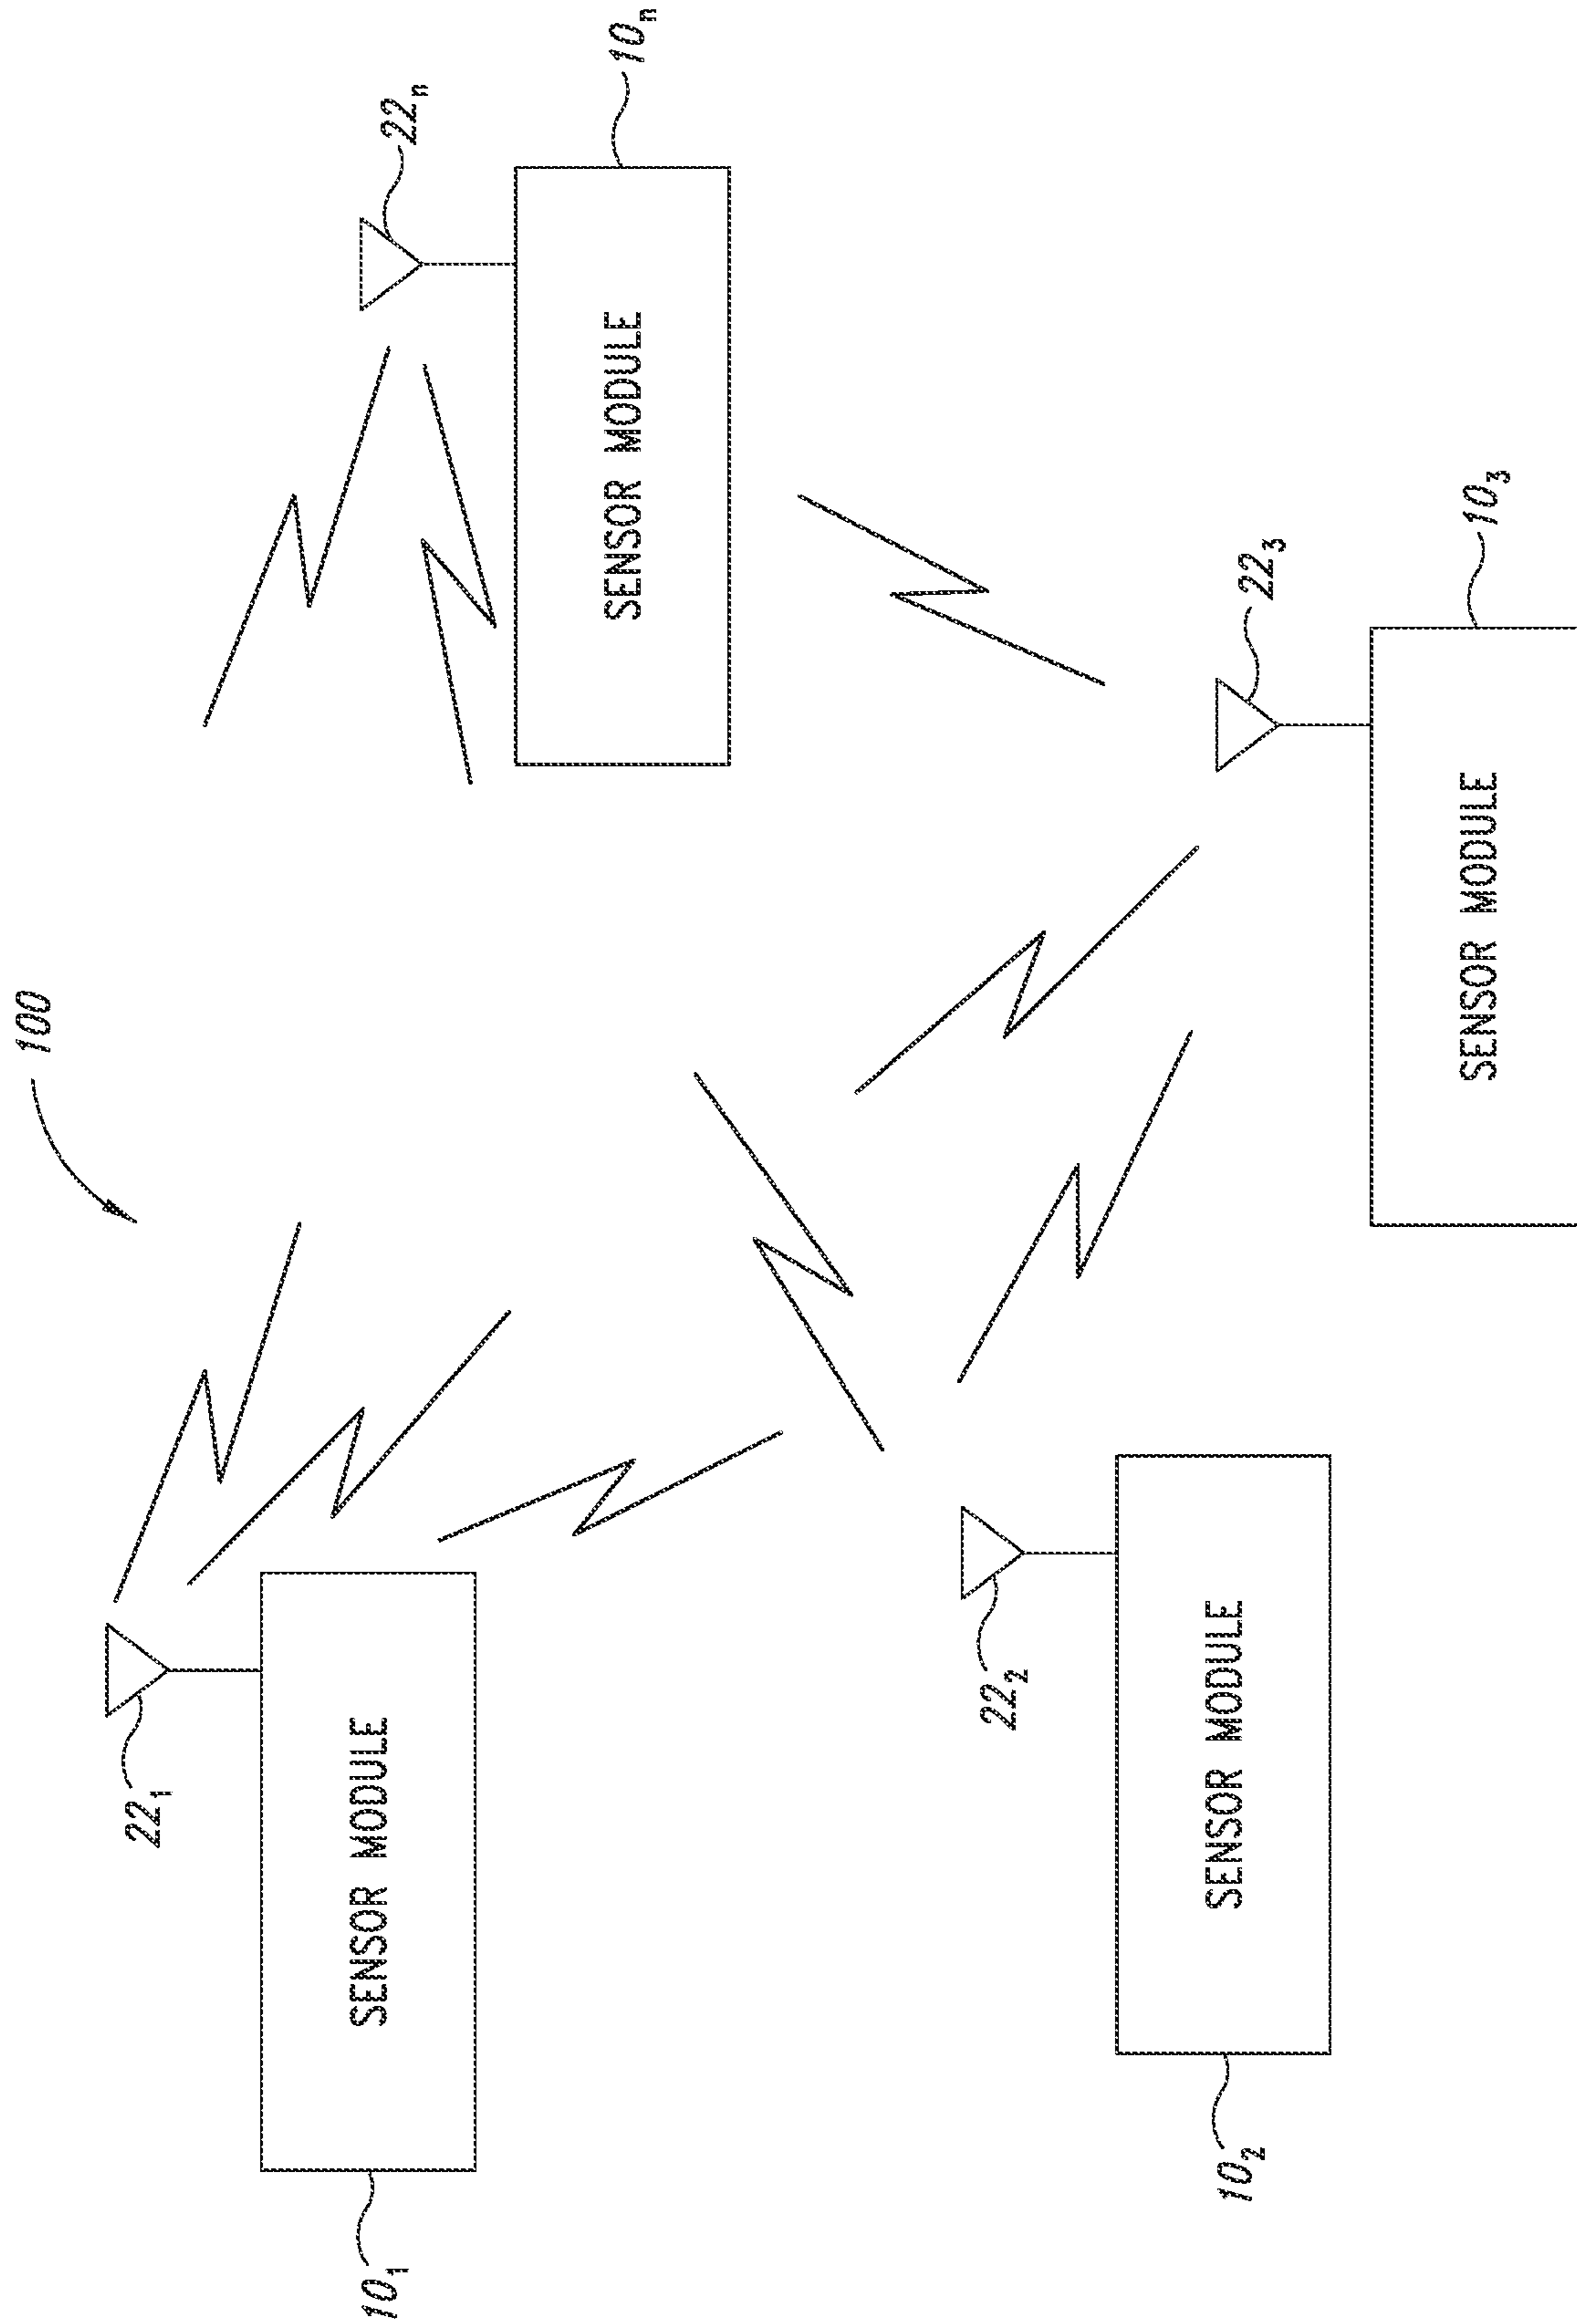 100
22₁
SENSOR MODULE
10₁
22ₙ
SENSOR MODULE
10ₙ
22₂
SENSOR MODULE
10₂
22₃
SENSOR MODULE
10₃